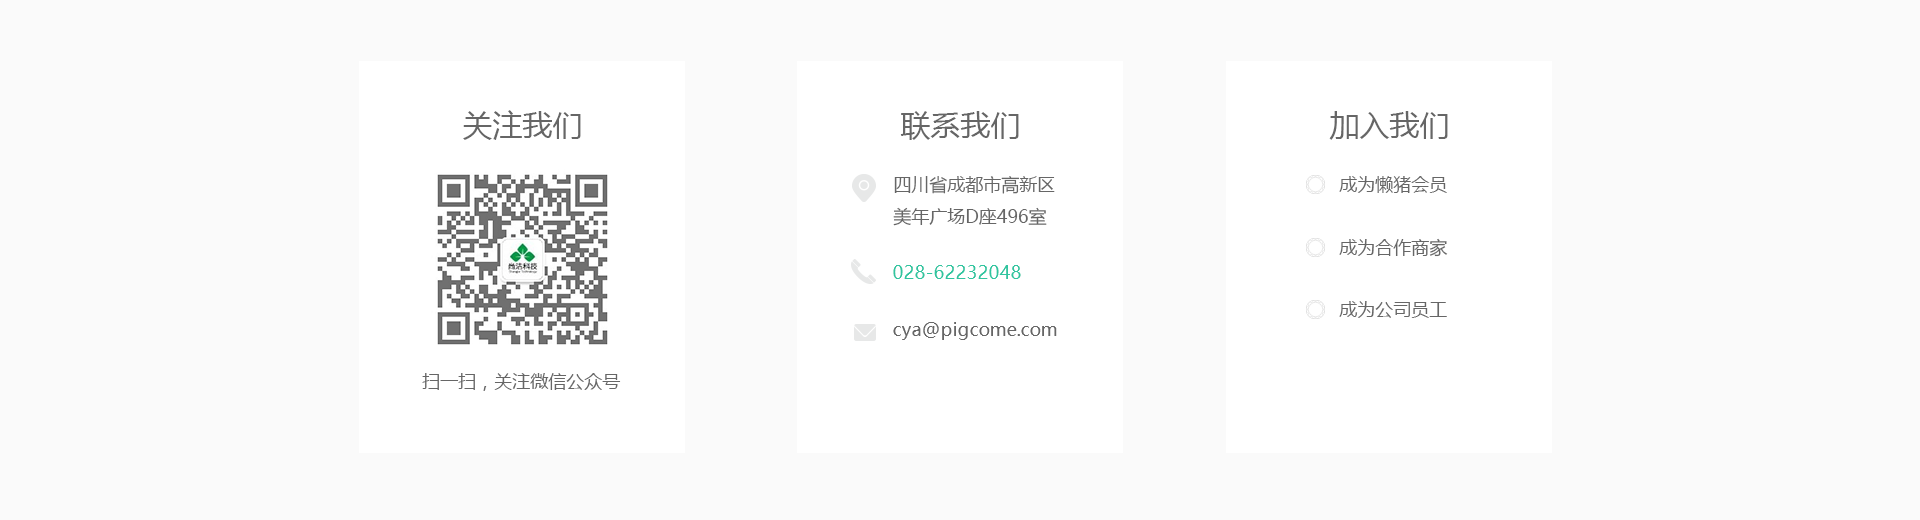 关注我们
扫一扫，关注微信公众号
联系我们
四川省成都市高新区
美年广场D座496室
028-62232048
cya@pigcome.com
加入我们
成为懒猪会员
成为合作商家
成为公司员工